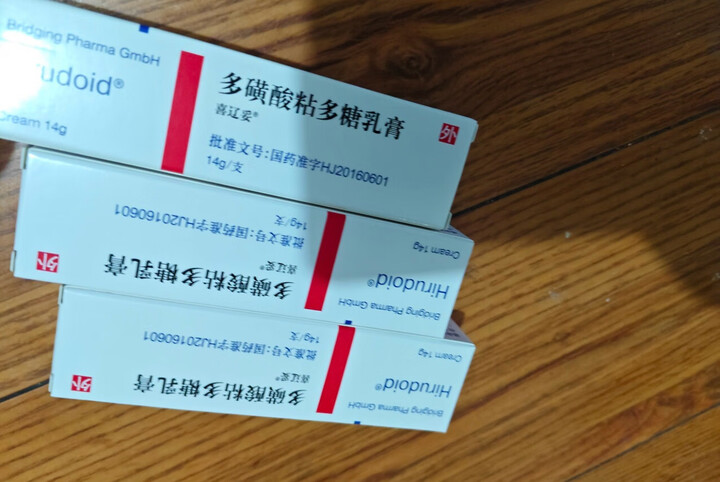 Bridging Pharma GmbH
rudoid®
Cream 14g
多磺酸粘多糖乳膏
喜辽妥®
外
批准文号:国药准字HJ20160601
14g/支
Bridging Pharma GmbH
Hirudoid®
Cream 14g
多磺酸粘多糖乳膏
喜辽妥®
外
批准文号:国药准字HJ20160601
14g/支
Bridging Pharma GmbH
Hirudoid®
Cream 14g
多磺酸粘多糖乳膏
喜辽妥®
外
批准文号:国药准字HJ20160601
14g/支